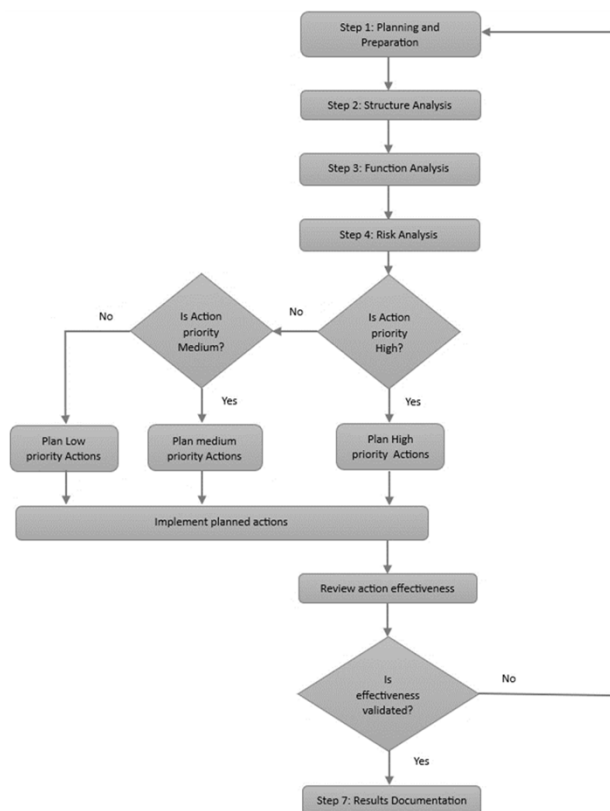 Step 1: Planning and
Preparation
Step 2: Structure Analysis
Step 3: Function Analysis
Step 4: Risk Analysis
No
Is Action
priority
Medium?
No
Is Action
priority
High?
Yes
Yes
Plan Low
priority Actions
Plan medium
priority Actions
Plan High
priority Actions
Implement planned actions
Review action effectiveness
Is
effectiveness
validated?
No
Yes
Step 7: Results Documentation